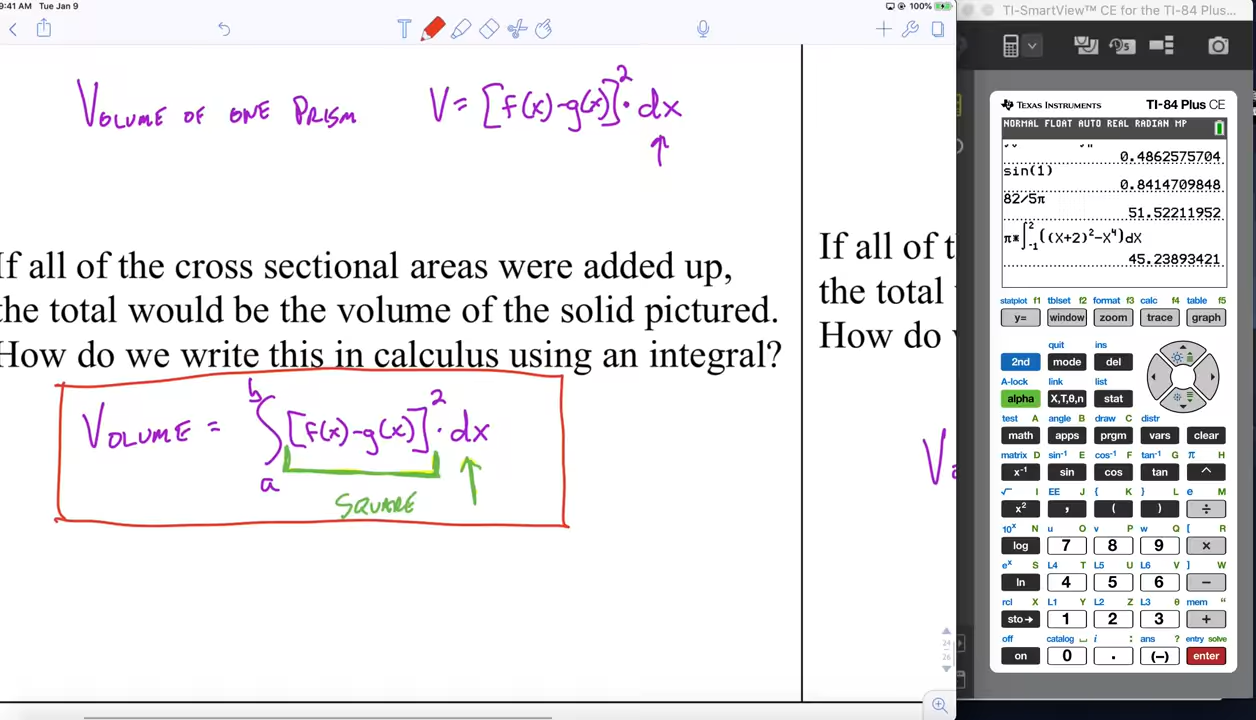 9:41 AM Tue Jan 9
100%
VOLUME OF ONE PRISM V = [f(x)-g(x)]²· dx
If all of the cross sectional areas were added up,
the total would be the volume of the solid pictured.
How do we write this in calculus using an integral?
b
VOLUME = ∫ [f(x)-g(x)]²· dx
a
SQUARE
If all of t
the total
How do
V=
24
26
TI-SmartView™ CE for the TI-84 Plus...
TEXAS INSTRUMENTS TI-84 Plus CE
NORMAL FLOAT AUTO REAL RADIAN MP
0.4862575704
sin(1)
0.8414709848
82/5π
51.52211952
π*∫₋₁²((X+2)²-X⁴)dX
45.23893421
statplot f1 tblset f2 format f3 calc f4 table f5
y= window zoom trace graph
quit ins
2nd mode del
A-lock link list
alpha X,T,θ,n stat
test A angle B draw C distr
math apps prgm vars clear
matrix D sin⁻¹ E cos⁻¹ F tan⁻¹ G π H
x⁻¹ sin cos tan ^
√ I EE J { K } L e M
x² , ( ) ÷
10ˣ N u O v P w Q [ R
log 7 8 9 ×
eˣ S L4 T L5 U L6 V ] W
ln 4 5 6 −
rcl X L1 Y L2 Z L3 θ mem "
sto→ 1 2 3 +
off catalog i : ans ? entry solve
on 0 . (−) enter